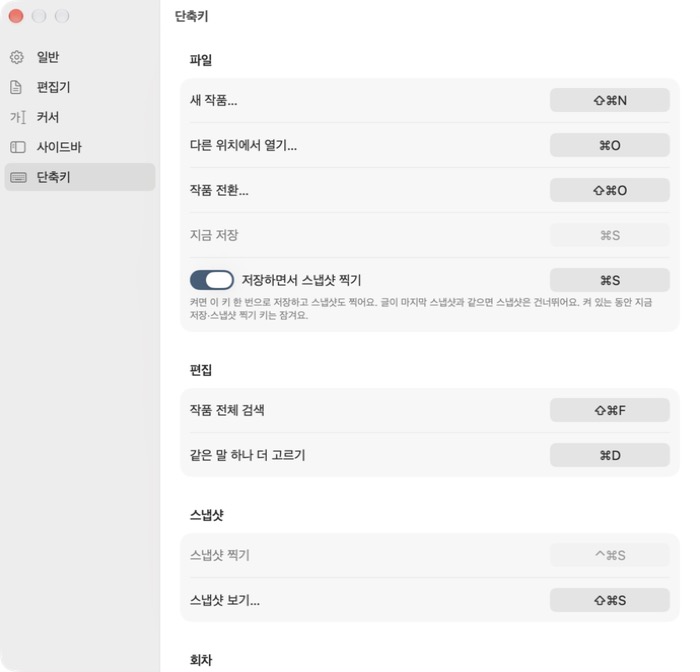 단축키
일반
편집기
가 커서
사이드바
단축키
파일
새 작품... ⇧⌘N
다른 위치에서 열기... ⌘O
작품 전환... ⇧⌘O
지금 저장 ⌘S
저장하면서 스냅샷 찍기 ⌘S
켜면 이 키 한 번으로 저장하고 스냅샷도 찍어요. 글이 마지막 스냅샷과 같으면 스냅샷은 건너뛰어요. 켜 있는 동안 지금
저장·스냅샷 찍기 키는 잠겨요.
편집
작품 전체 검색 ⇧⌘F
같은 말 하나 더 고르기 ⌘D
스냅샷
스냅샷 찍기 ^⌘S
스냅샷 보기... ⇧⌘S
회차